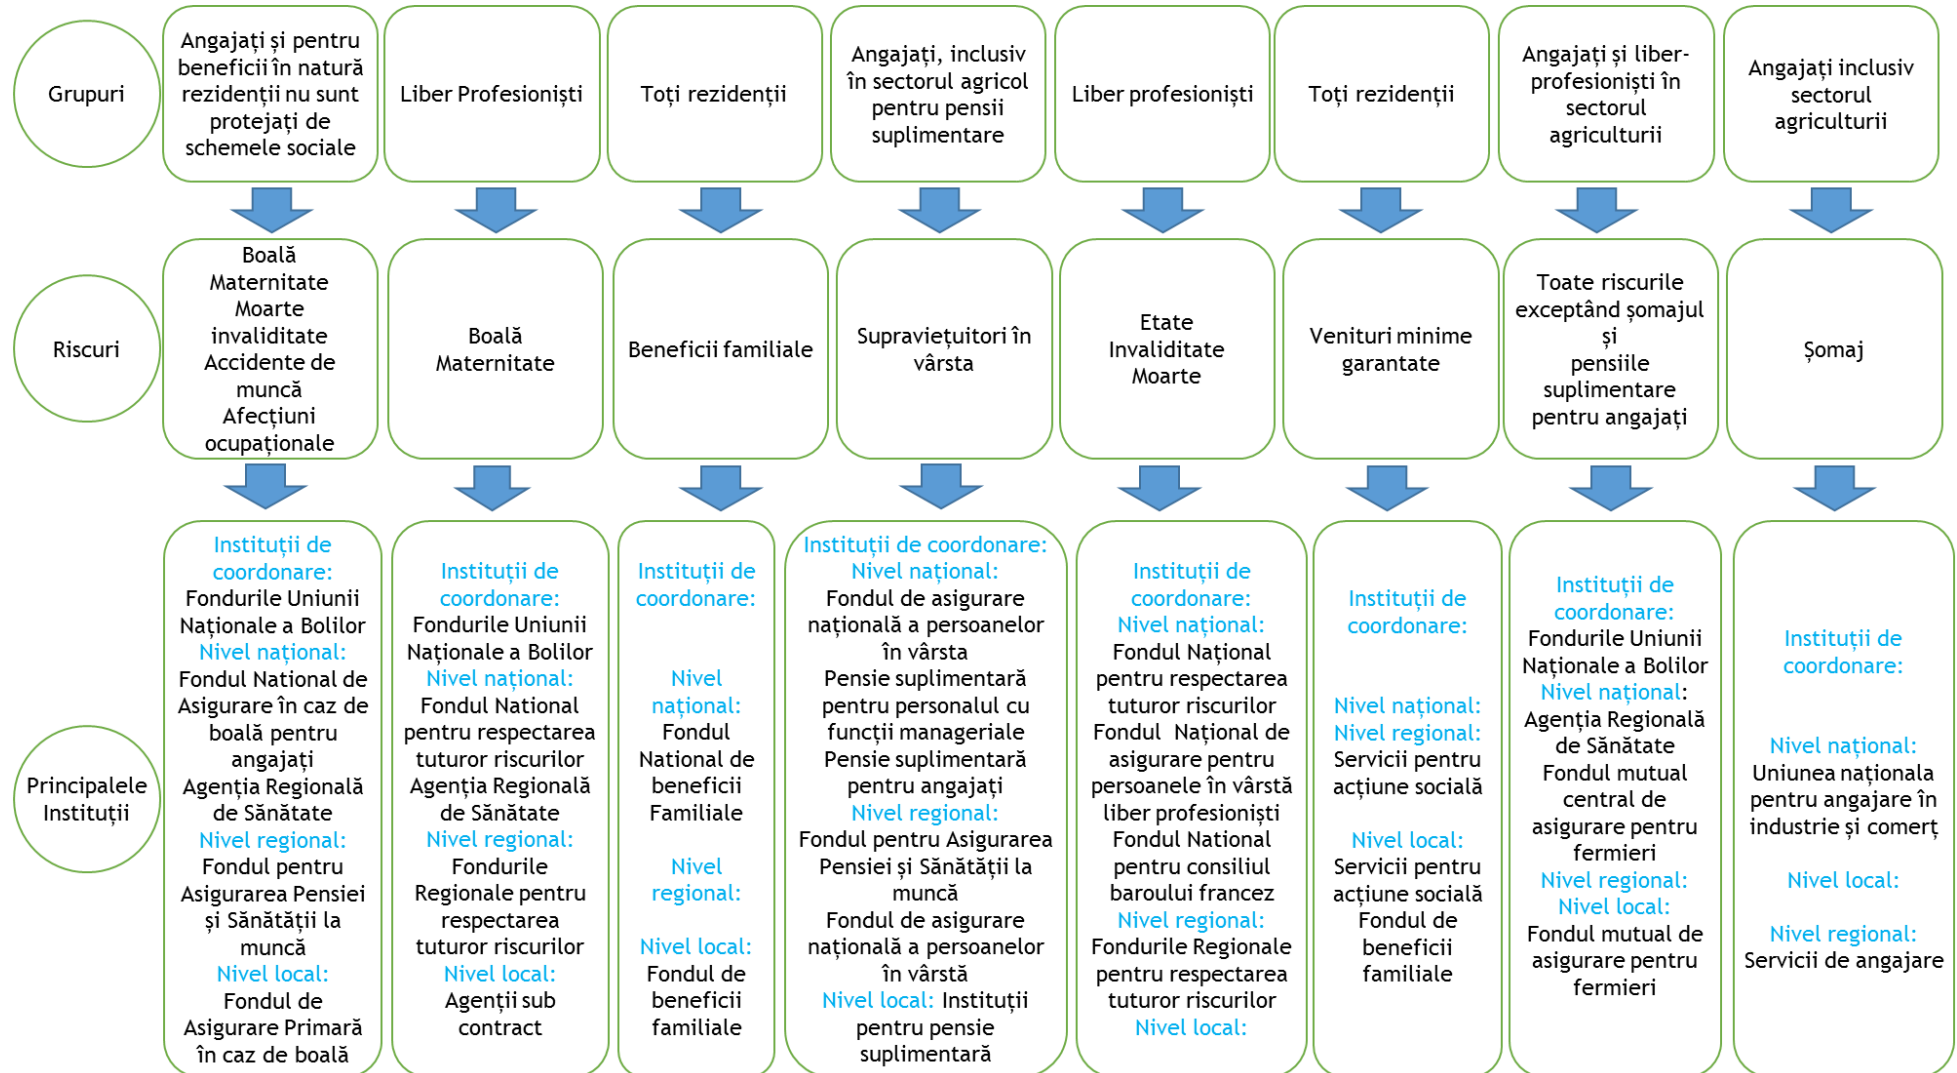 Grupuri
Angajați și pentru
beneficii în natură
rezidenții nu sunt
protejați de
schemele sociale
Liber Profesioniști
Toți rezidenții
Angajați, inclusiv
în sectorul agricol
pentru pensii
suplimentare
Liber profesioniști
Toți rezidenții
Angajați și liber-
profesioniști în
sectorul
agriculturii
Angajați inclusiv
sectorul
agriculturii
Riscuri
Boală
Maternitate
Moarte
invaliditate
Accidente de
muncă
Afecțiuni
ocupaționale
Boală
Maternitate
Beneficii familiale
Supraviețuitori în
vârsta
Etate
Invaliditate
Moarte
Venituri minime
garantate
Toate riscurile
exceptând șomajul
și
pensiile
suplimentare
pentru angajați
Șomaj
Principalele
Instituții
Instituții de
coordonare:
Fondurile Uniunii
Naționale a Bolilor
Nivel național:
Fondul National de
Asigurare în caz de
boală pentru
angajați
Agenția Regională
de Sănătate
Nivel regional:
Fondul pentru
Asigurarea Pensiei
și Sănătății la
muncă
Nivel local:
Fondul de
Asigurare Primară
în caz de boală
Instituții de
coordonare:
Fondurile Uniunii
Naționale a Bolilor
Nivel național:
Fondul National
pentru respectarea
tuturor riscurilor
Agenția Regională
de Sănătate
Nivel regional:
Fondurile
Regionale pentru
respectarea
tuturor riscurilor
Nivel local:
Agenții sub
contract
Instituții de
coordonare:
Nivel
național:
Fondul
National de
beneficii
Familiale
Nivel
regional:
Nivel local:
Fondul de
beneficii
familiale
Instituții de coordonare:
Nivel național:
Fondul de asigurare
națională a persoanelor
în vârsta
Pensie suplimentară
pentru personalul cu
funcții manageriale
Pensie suplimentară
pentru angajați
Nivel regional:
Fondul pentru Asigurarea
Pensiei și Sănătății la
muncă
Fondul de asigurare
națională a persoanelor
în vârstă
Nivel local: Instituții
pentru pensie
suplimentară
Instituții de
coordonare:
Nivel național:
Fondul Național
pentru respectarea
tuturor riscurilor
Fondul Național de
asigurare pentru
persoanele în vârstă
liber profesioniști
Fondul National
pentru consiliul
baroului francez
Nivel regional:
Fondurile Regionale
pentru respectarea
tuturor riscurilor
Nivel local:
Instituții de
coordonare:
Nivel național:
Nivel regional:
Servicii pentru
acțiune socială
Nivel local:
Servicii pentru
acțiune socială
Fondul de
beneficii
familiale
Instituții de
coordonare:
Fondurile Uniunii
Naționale a Bolilor
Nivel național:
Agenția Regională
de Sănătate
Fondul mutual
central de
asigurare pentru
fermieri
Nivel regional:
Nivel local:
Fondul mutual de
asigurare pentru
fermieri
Instituții de
coordonare:
Nivel național:
Uniunea naționala
pentru angajare în
industrie și comerț
Nivel local:
Nivel regional:
Servicii de angajare